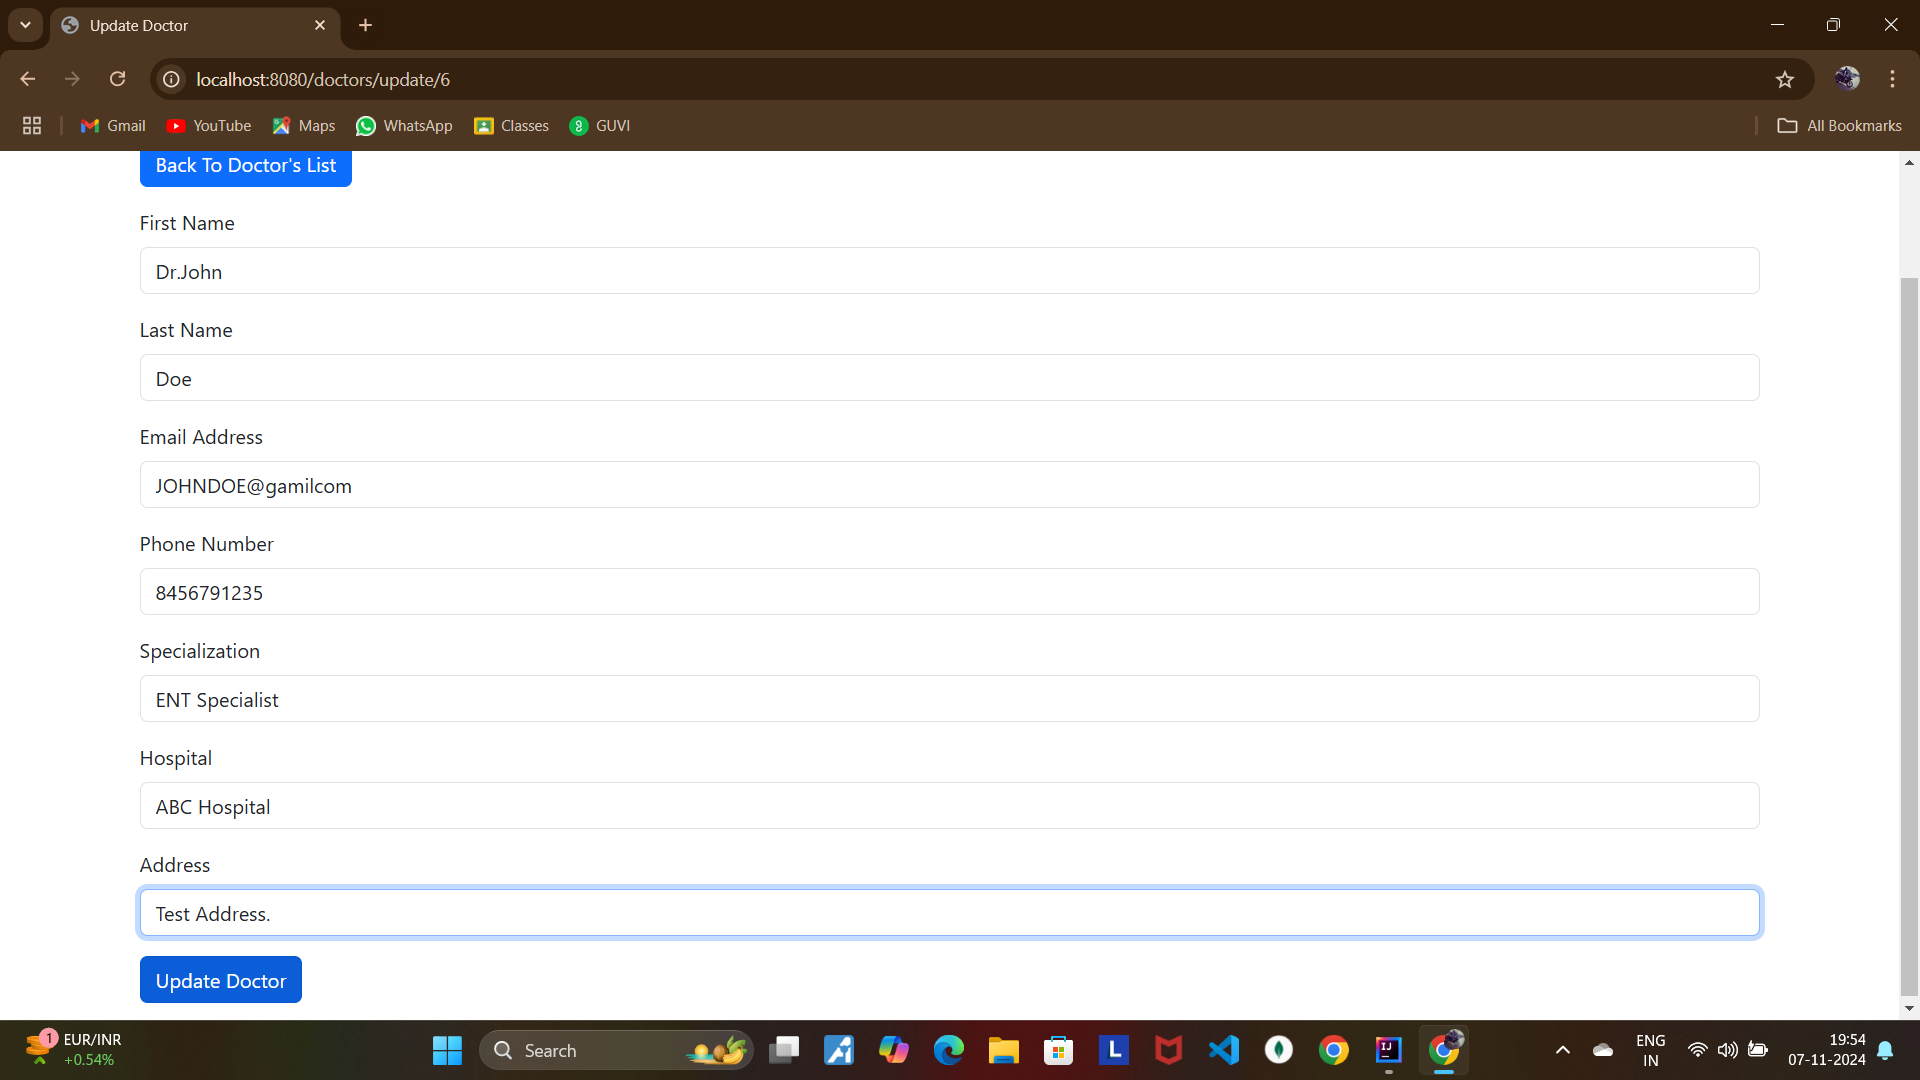 Update Doctor
localhost:8080/doctors/update/6
Gmail
YouTube
Maps
WhatsApp
Classes
GUVI
All Bookmarks
Back To Doctor's List
First Name
Dr.John
Last Name
Doe
Email Address
JOHNDOE@gamilcom
Phone Number
8456791235
Specialization
ENT Specialist
Hospital
ABC Hospital
Address
Test Address.
Update Doctor
1
EUR/INR
+0.54%
Search
L
IJ
ENG
IN
19:54
07-11-2024